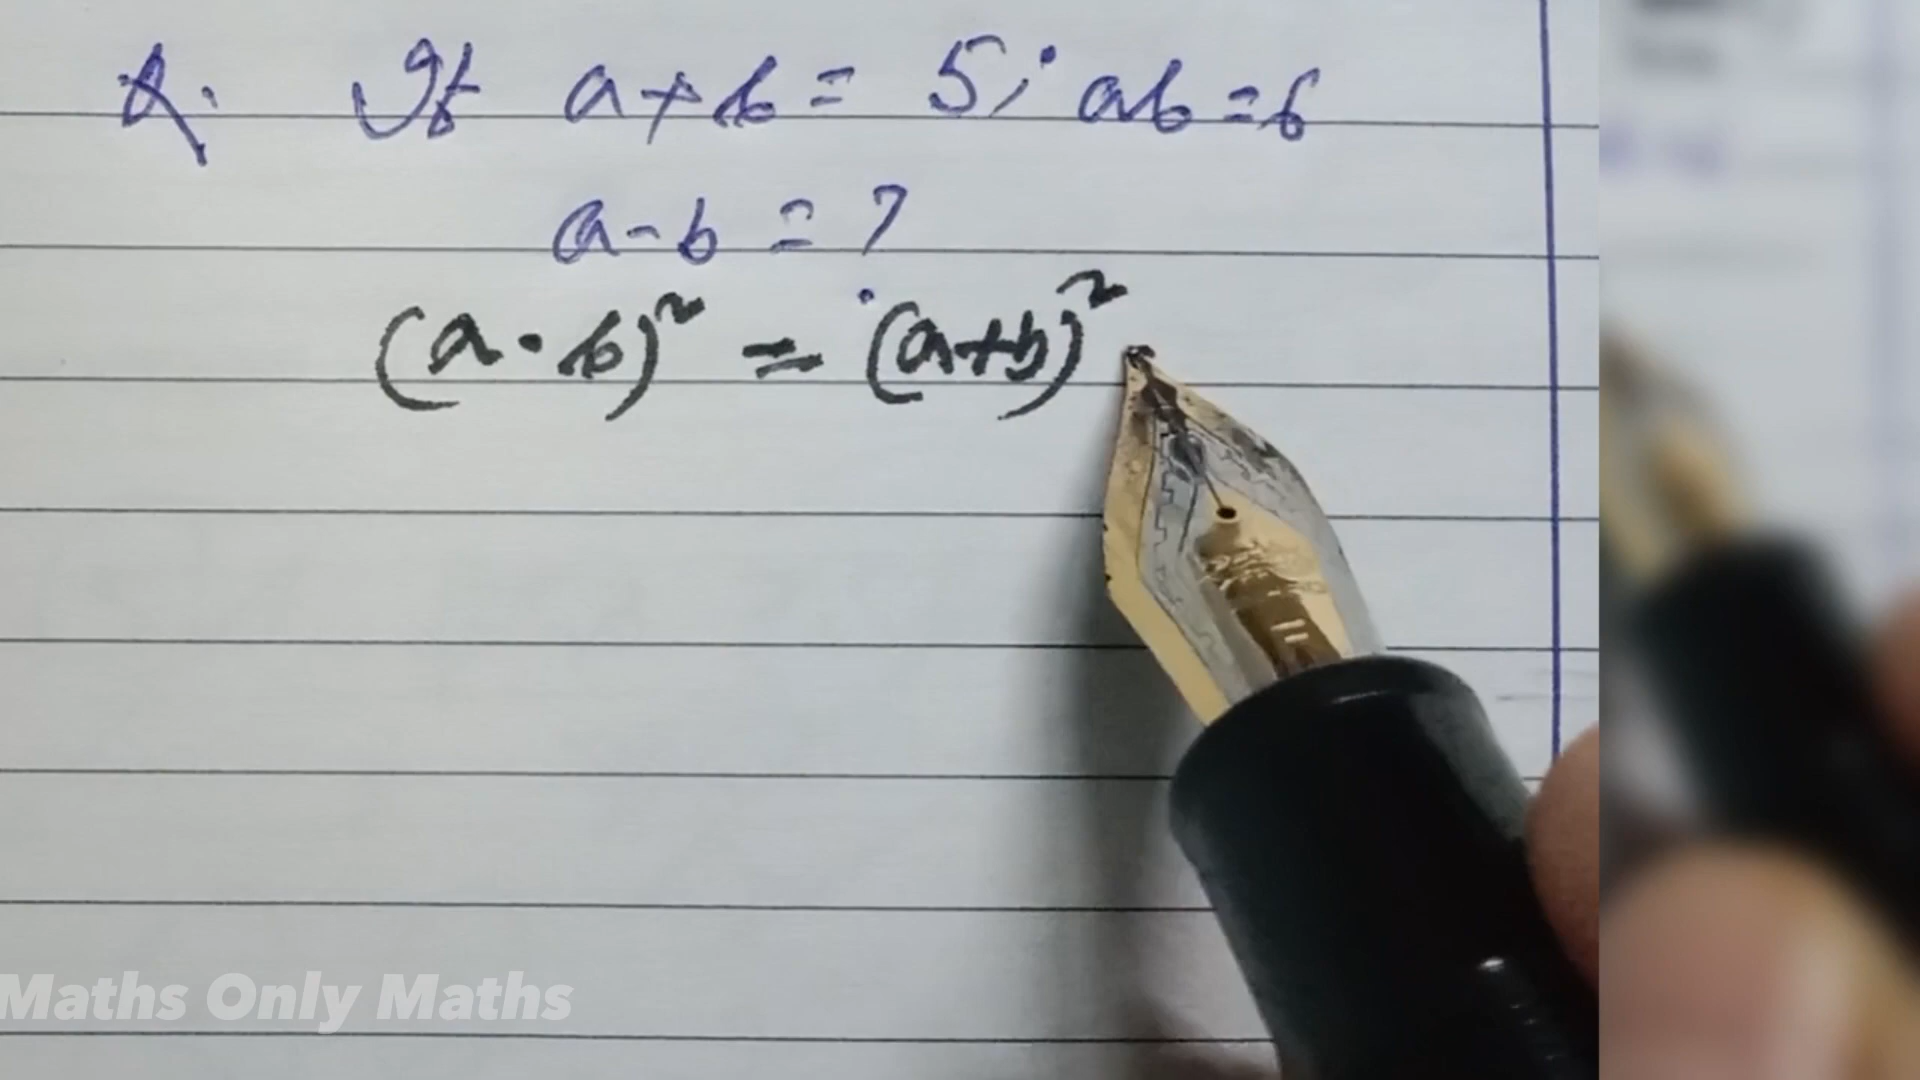 Q. If a+b = 5; ab = 6
a-b = ?
(a-b)² = (a+b)²
Maths Only Maths